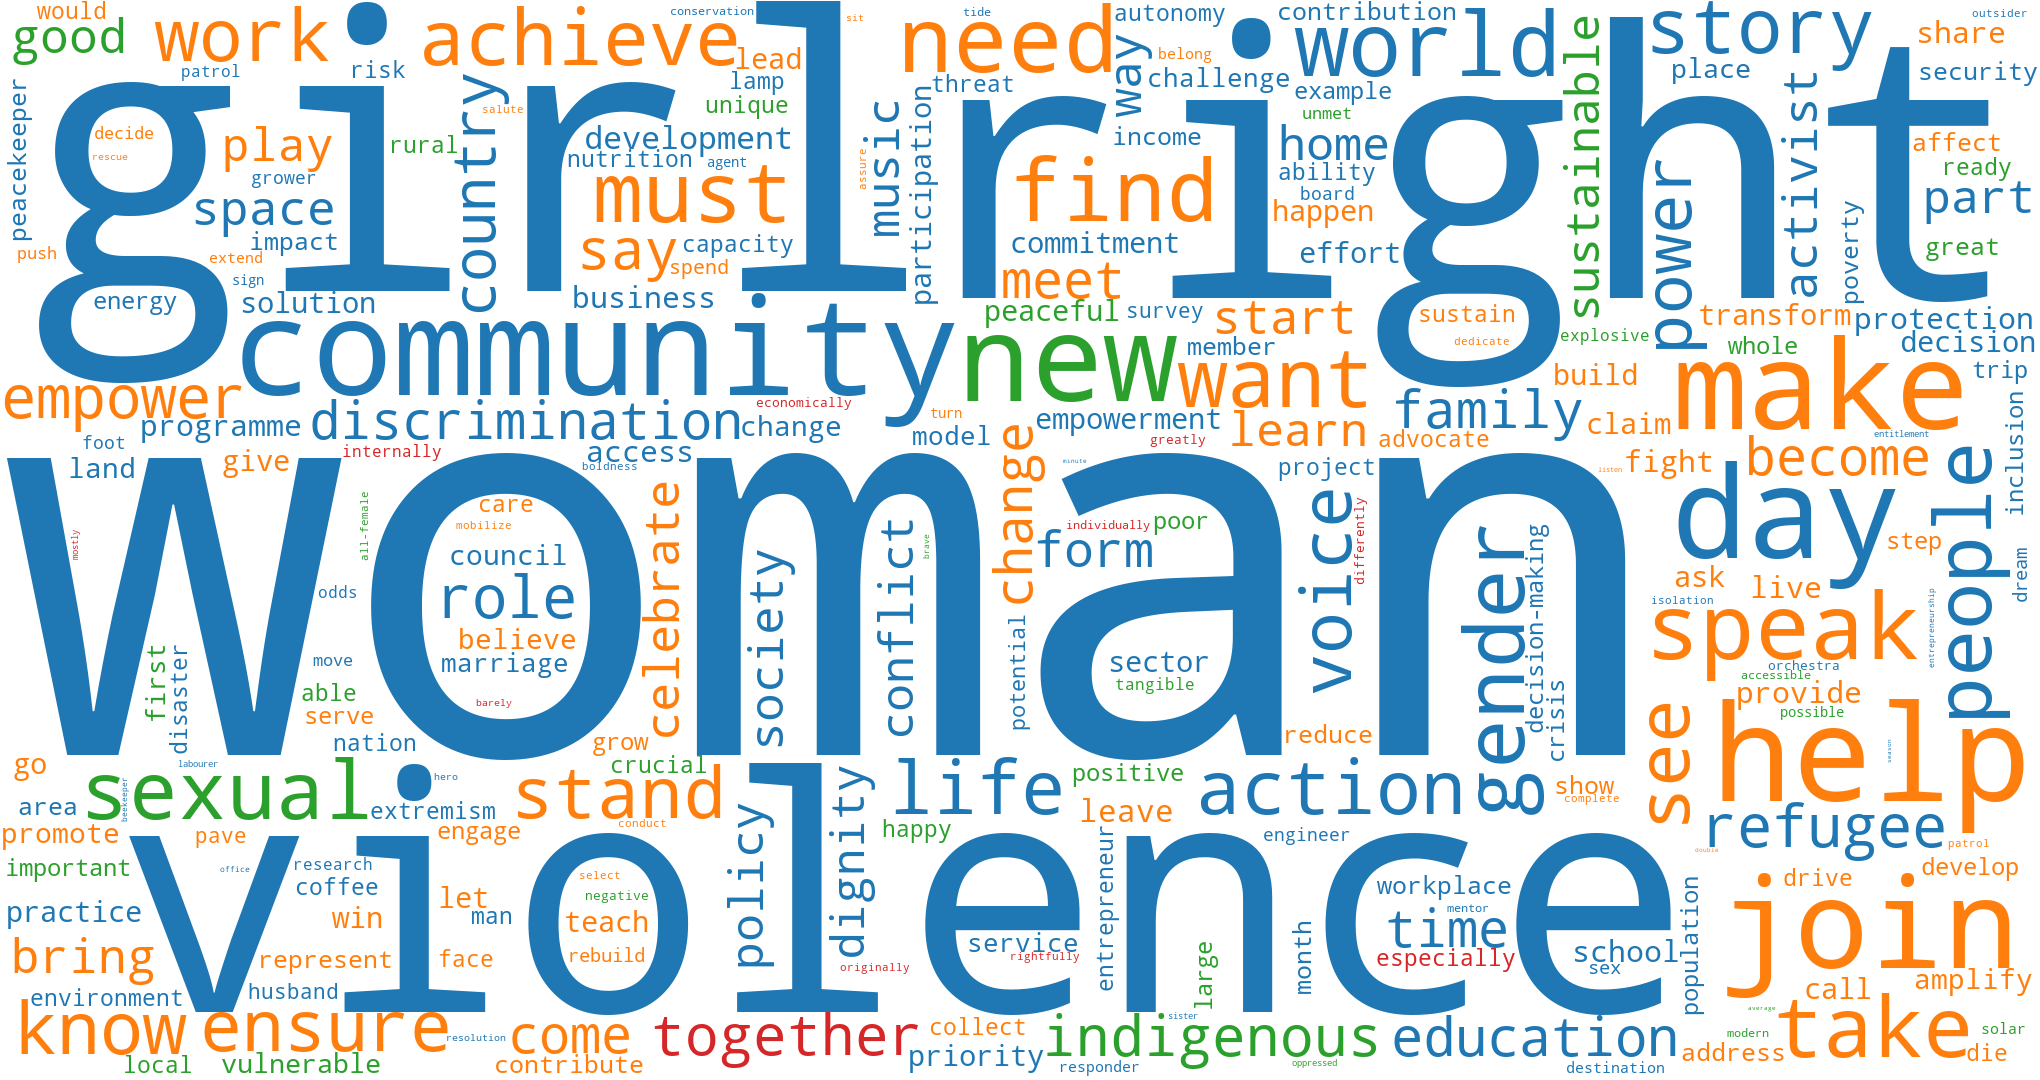 would
conservation
sit
tide
outsider
good
work
achieve
lead
need
autonomy
contribution
world
story
share
patrol
risk
lamp
threat
way
belong
challenge
place
security
peacekeeper
girl
right
country
salute
unique
music
participation
example
unmet
sustainable
activist
decide
rescue
play
rural
development
nutrition
agent
assure
income
home
ability
board
happen
power
affect
ready
part
poverty
great
grower
space
impact
must
find
say
capacity
spend
commitment
effort
push
extend
sign
energy
solution
business
meet
peaceful
survey
start
sustain
dedicate
explosive
transform
protection
community
new
member
whole
decision
trip
empower
want
build
make
economically
turn
empowerment
family
claim
discrimination
programme
change
model
learn
advocate
entitlement
inclusion
foot
internally
access
greatly
land
give
boldness
minute
project
listen
fight
become
woman
mostly
all-female
care
mobilize
council
role
believe
marriage
barely
celebrate
society
conflict
brave
change
individually
poor
form
voice
differently
gender
decision-making
day
people
step
ask
live
dream
odds
isolation
speak
entrepreneurship
first
disaster
move
able
serve
nation
potential
sector
tangible
crisis
orchestra
accessible
provide
possible
grow
crucial
reduce
see
help
season
go
labourer
sexual
hero
stand
positive
life
action
show
complete
area
beekeeper
extremism
promote
pave
engage
conduct
policy
dignity
happy
leave
engineer
refugee
double
patrol
important
violence
office
research
coffee
select
negative
workplace
mentor
drive
develop
practice
win
let
man
teach
time
population
join
bring
represent
face
rebuild
originally
service
rightfully
entrepreneur
large
month
especially
school
sex
call
amplify
environment
husband
average
know
ensure
resolution
come
together
collect
sister
indigenous
education
modern
take
solar
local
vulnerable
contribute
priority
responder
oppressed
destination
address
die